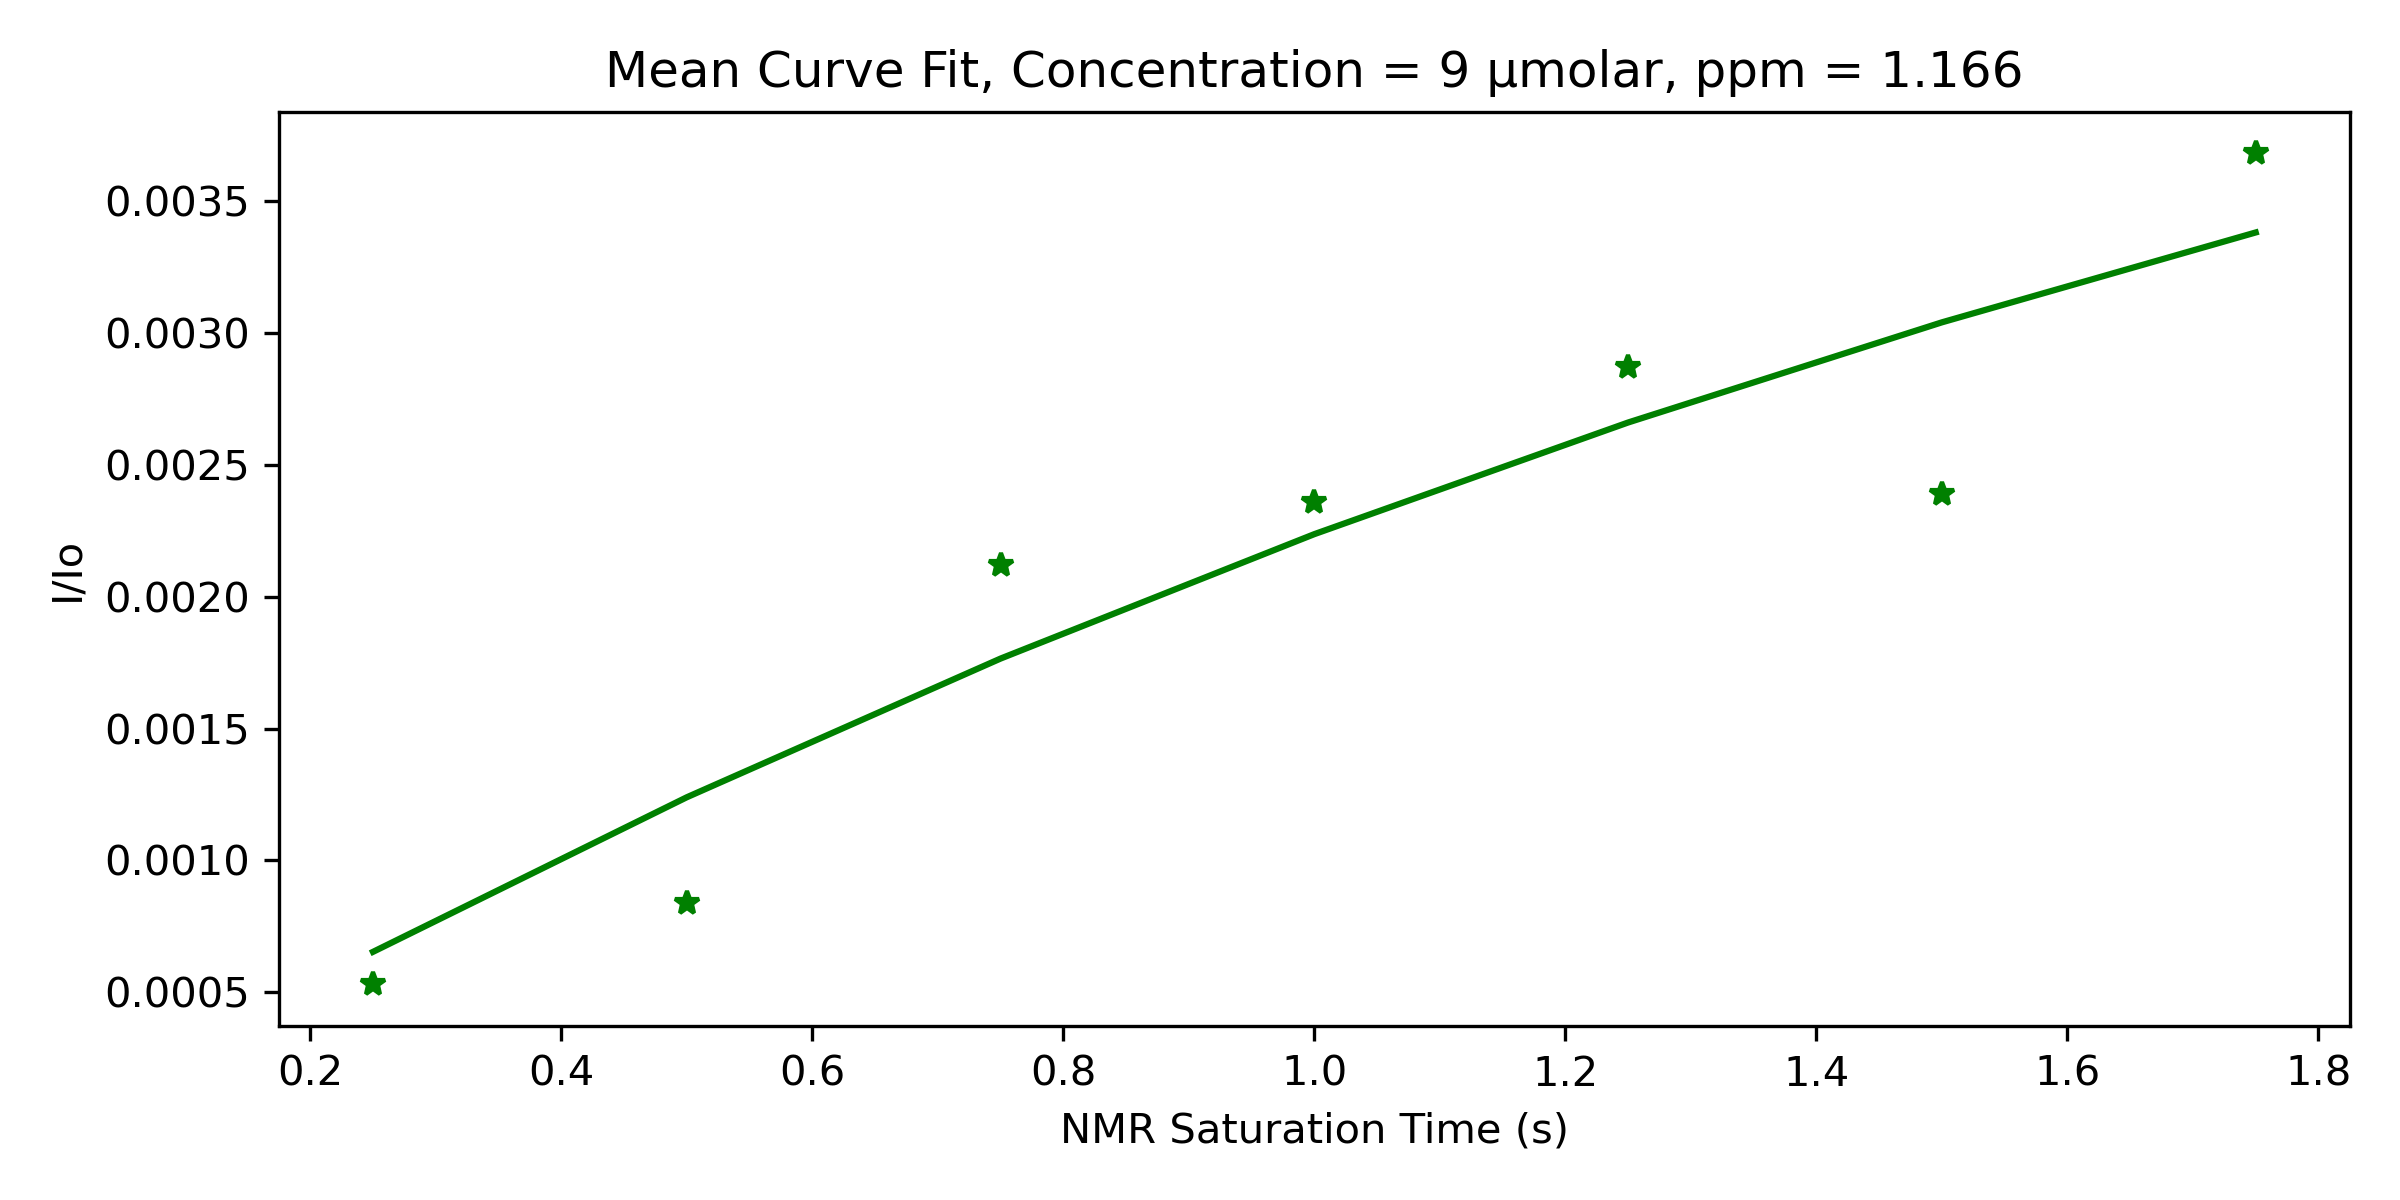 Mean Curve Fit, Concentration = 9 μmolar, ppm = 1.166
I/Io
0.0035
0.0030
0.0025
0.0020
0.0015
0.0010
0.0005
0.2 0.4 0.6 0.8 1.0 1.2 1.4 1.6 1.8
NMR Saturation Time (s)